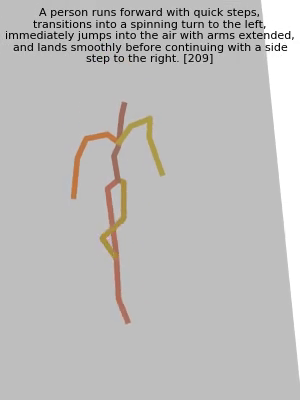 A person runs forward with quick steps,
transitions into a spinning turn to the left,
immediately jumps into the air with arms extended,
and lands smoothly before continuing with a side
step to the right. [209]